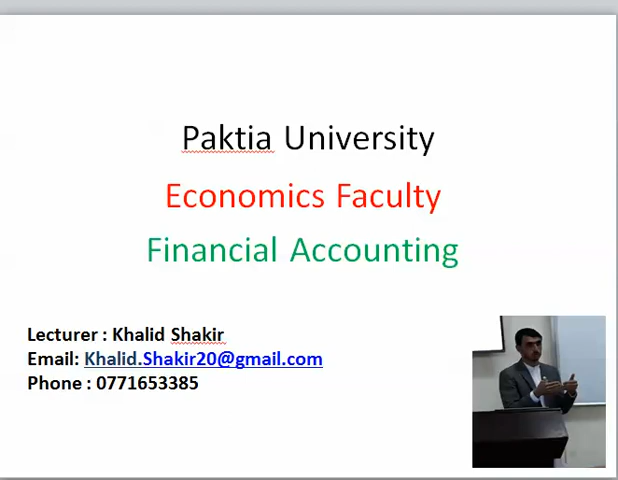 Paktia University
Economics Faculty
Financial Accounting
Lecturer : Khalid Shakir
Email: Khalid.Shakir20@gmail.com
Phone : 0771653385